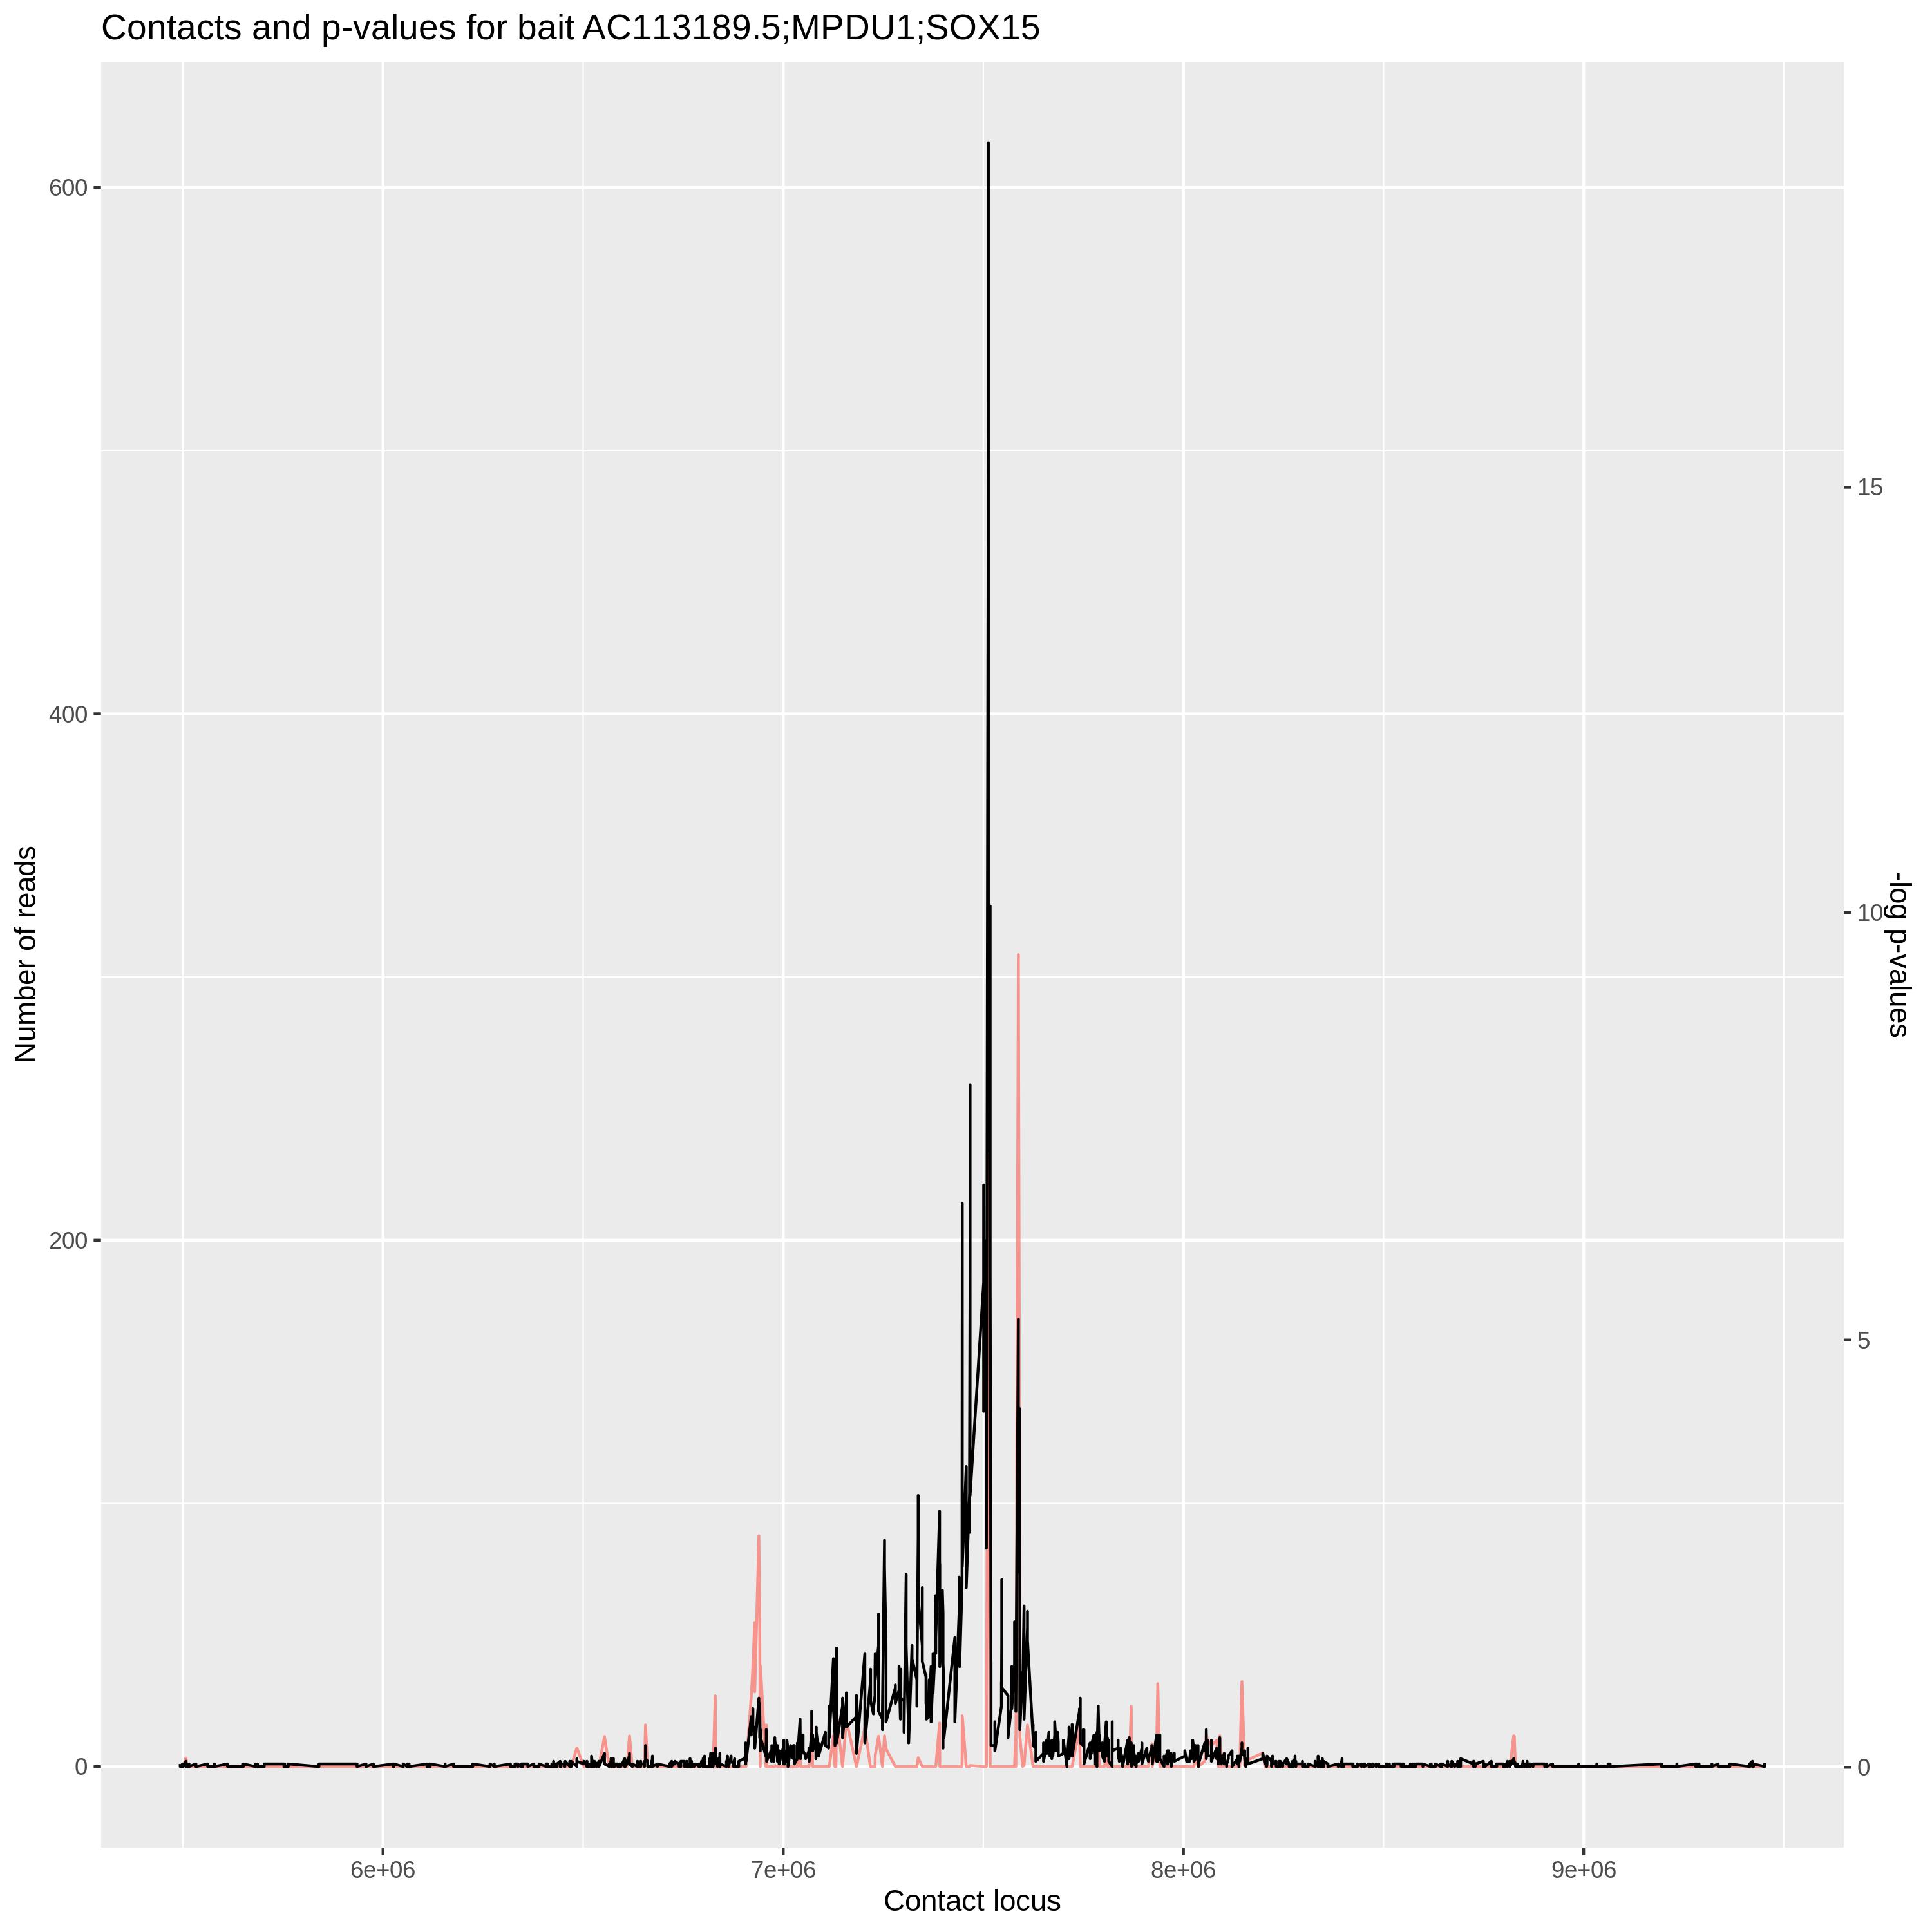 Contacts and p-values for bait AC113189.5;MPDU1;SOX15
Number of reads
600
400
200
0
15
10
5
0
-log p-values
6e+06
7e+06
8e+06
9e+06
Contact locus